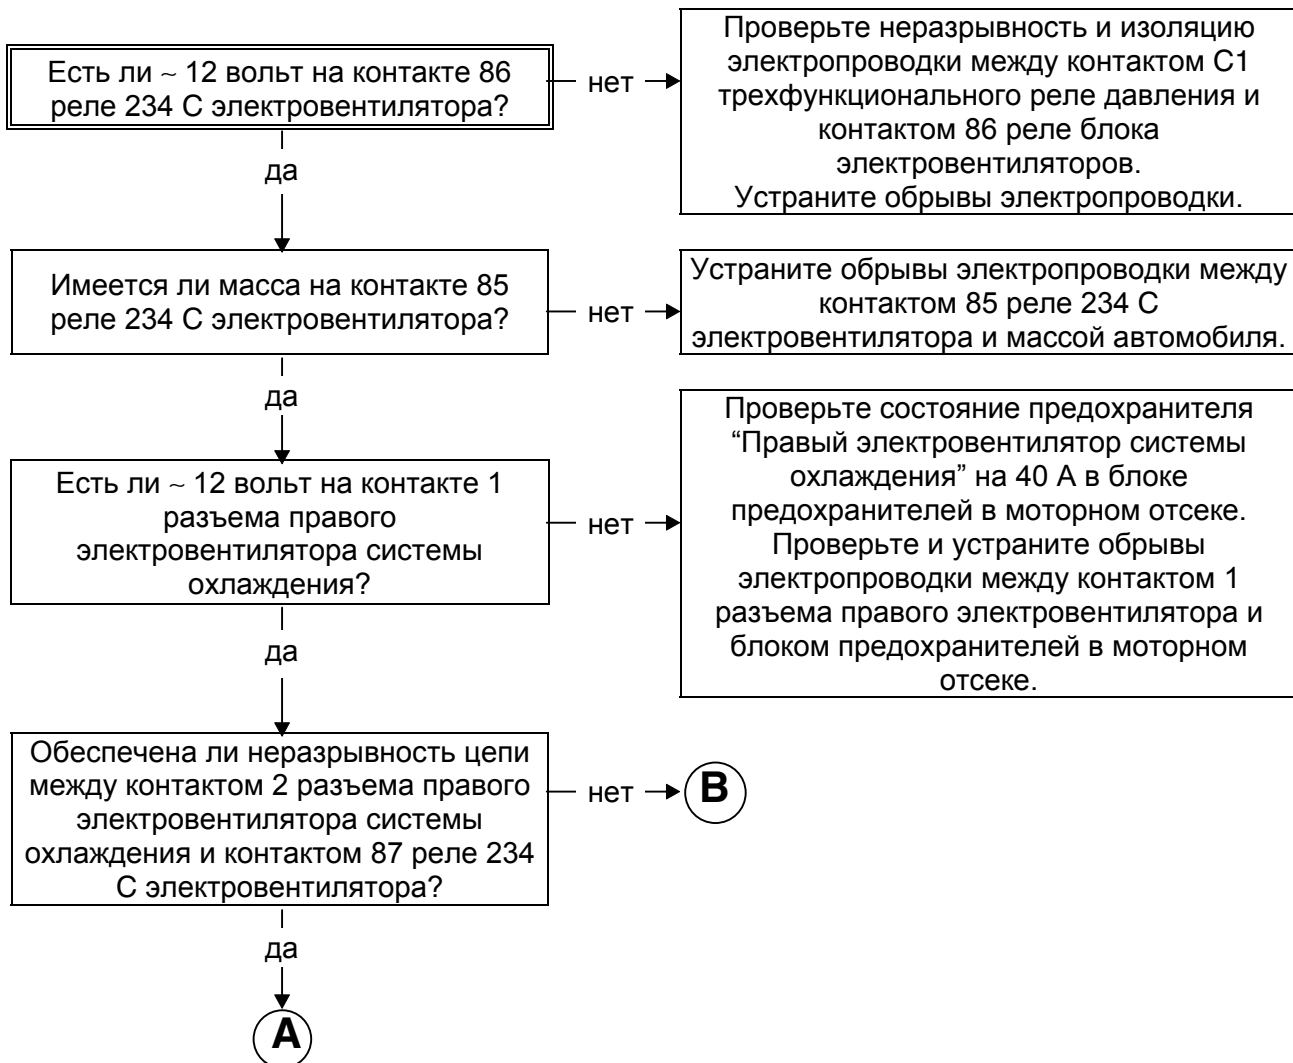 Есть ли ~ 12 вольт на контакте 86
реле 234 С электровентилятора?
нет
Проверьте неразрывность и изоляцию
электропроводки между контактом С1
трехфункционального реле давления и
контактом 86 реле блока
электровентиляторов.
Устраните обрывы электропроводки.
да
Имеется ли масса на контакте 85
реле 234 С электровентилятора?
нет
Устраните обрывы электропроводки между
контактом 85 реле 234 С
электровентилятора и массой автомобиля.
да
Есть ли ~ 12 вольт на контакте 1
разъема правого
электровентилятора системы
охлаждения?
нет
Проверьте состояние предохранителя
“Правый электровентилятор системы
охлаждения” на 40 А в блоке
предохранителей в моторном отсеке.
Проверьте и устраните обрывы
электропроводки между контактом 1
разъема правого электровентилятора и
блоком предохранителей в моторном
отсеке.
да
Обеспечена ли неразрывность цепи
между контактом 2 разъема правого
электровентилятора системы
охлаждения и контактом 87 реле 234
С электровентилятора?
нет
B
да
A